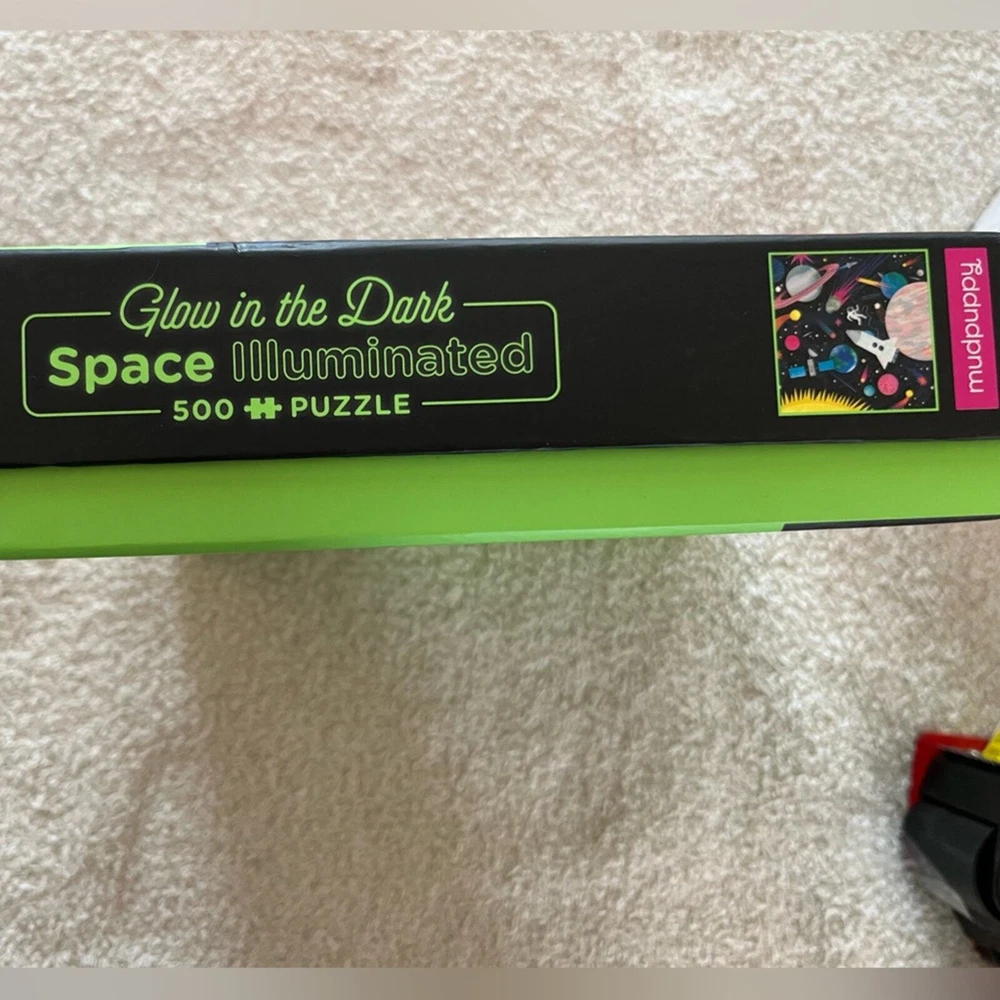 Glow in the Dark
Space Illuminated
500 PUZZLE
mudpuppy